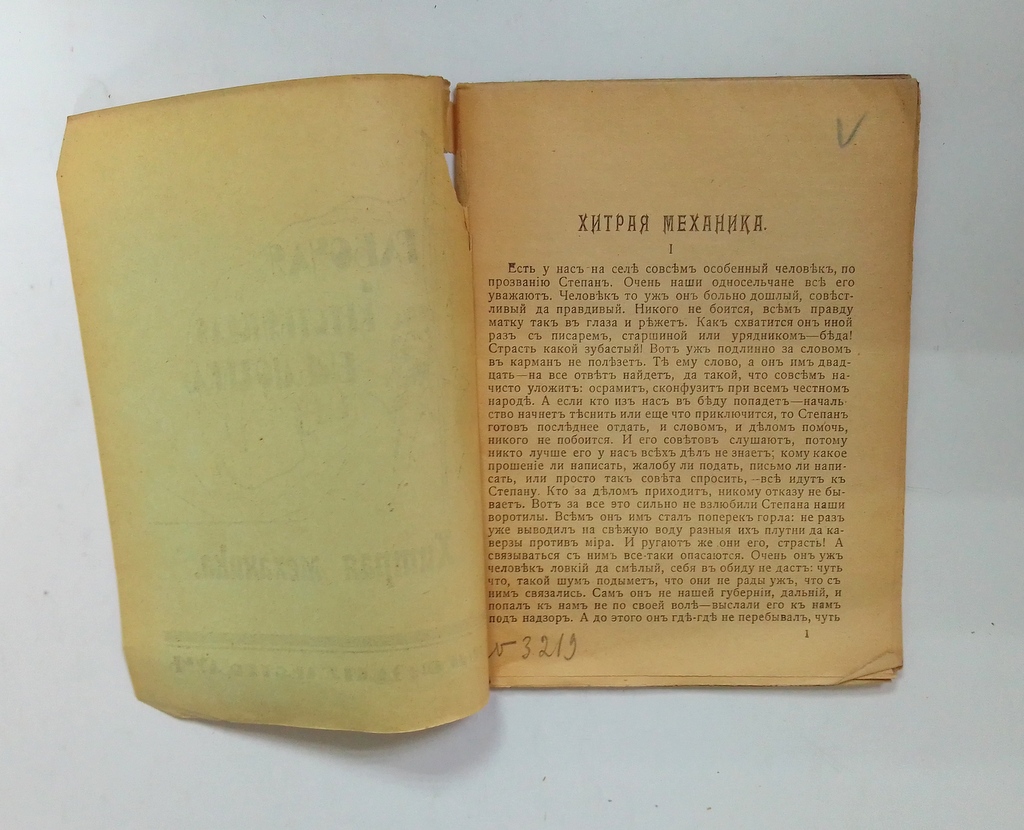 V
ХИТРАЯ МЕХАНИКА.
I
Есть у насъ на селѣ совсѣмъ особенный человѣкъ, по
прозванію Степанъ. Очень наши односельчане всѣ его
уважаютъ. Человѣкъ то ужъ онъ больно дошлый, совѣст-
ливый да правдивый. Никого не боится, всѣмъ правду
матку такъ въ глаза и рѣжетъ. Какъ схватится онъ иной
разъ съ писаремъ, старшиной или урядникомъ—бѣда!
Страсть какой зубастый! Вотъ ужъ подлинно за словомъ
въ карманъ не полѣзетъ. Тѣ ему слово, а онъ имъ двад-
цать—на все отвѣтъ найдетъ, да такой, что совсѣмъ на-
чисто уложитъ: осрамитъ, сконфузитъ при всемъ честномъ
народѣ. А если кто изъ насъ въ бѣду попадетъ—началь-
ство начнетъ тѣснить или еще что приключится, то Степанъ
готовъ послѣднее отдать, и словомъ, и дѣломъ помочь,
никого не побоится. И его совѣтовъ слушаютъ, потому
никто лучше его у насъ всѣхъ дѣлъ не знаетъ; кому какое
прошеніе ли написать, жалобу ли подать, письмо ли напи-
сать, или просто такъ совѣта спросить,—всѣ идутъ къ
Степану. Кто за дѣломъ приходитъ, никому отказу не бы-
ваетъ. Вотъ за все это сильно не взлюбили Степана наши
воротилы. Всѣмъ онъ имъ сталъ поперекъ горла: не разъ
уже выводилъ на свѣжую воду разныя ихъ плутни да ка-
верзы противъ міра. И ругаютъ же они его, страсть! А
связываться съ нимъ все-таки опасаются. Очень онъ ужъ
человѣкъ ловкій да смѣлый, себя въ обиду не дастъ: чуть
что, такой шумъ подыметъ, что они не рады ужъ, что съ
нимъ связались. Самъ онъ не нашей губерніи, дальній, и
попалъ къ намъ не по своей волѣ—выслали его къ намъ
подъ надзоръ. А до этого онъ гдѣ-гдѣ не перебывалъ, чуть
1
3219